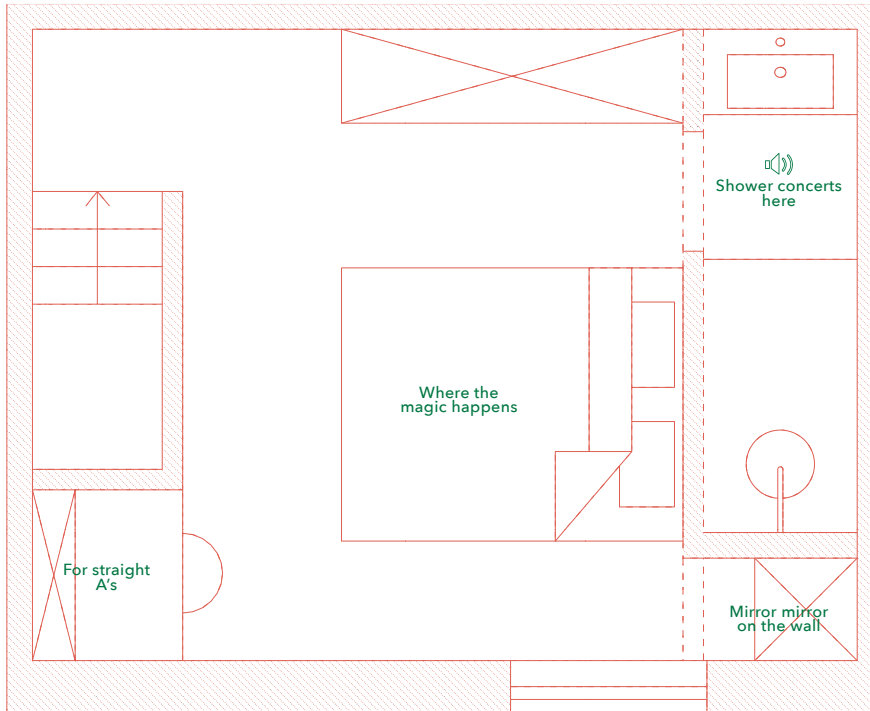 Shower concerts
here
Where the
magic happens
For straight
A's
Mirror mirror
on the wall